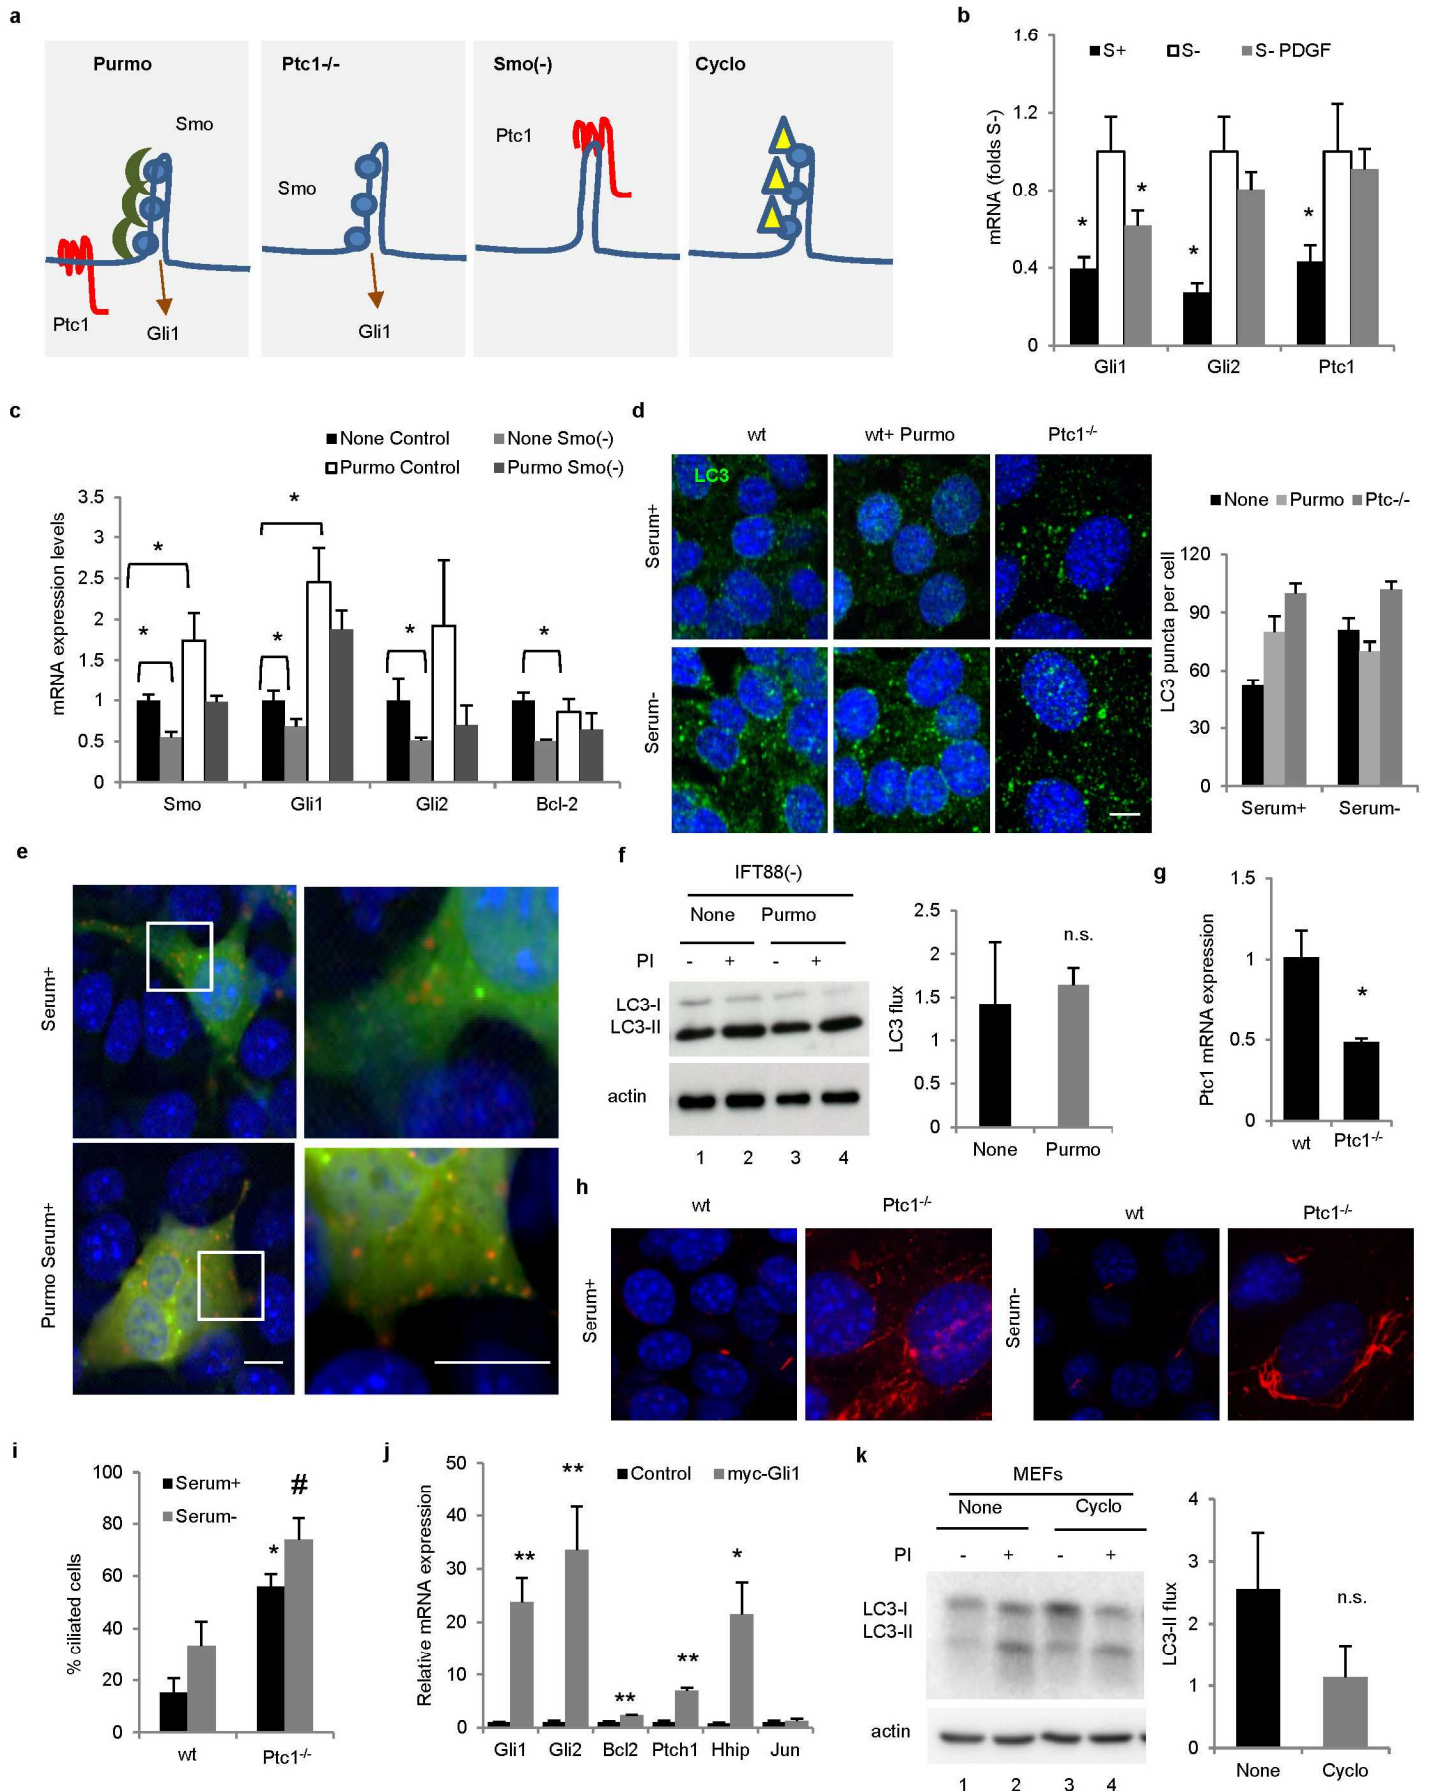 a
Purmo
Ptc1-/-
Smo(-)
Cyclo
Smo
Ptc1
Smo
Ptc1
Gli1
Gli1
b
1.6
1.2
0.8
0.4
0
mRNA (folds S-)
S+
S-
S- PDGF
*
*
*
*
Gli1
Gli2
Ptc1
c
None Control
None Smo(-)
Purmo Control
Purmo Smo(-)
3.5
3
2.5
2
1.5
1
0.5
0
mRNA expression levels
*
*
*
*
*
*
Smo
Gli1
Gli2
Bcl-2
d
wt
wt+ Purmo
Ptc1-/-
LC3
Serum+
Serum-
None
Purmo
Ptc-/-
120
90
60
30
0
LC3 puncta per cell
Serum+
Serum-
e
Serum+
Purmo Serum+
f
IFT88(-)
None
Purmo
PI
-
+
-
+
LC3-I
LC3-II
actin
1
2
3
4
2.5
2
1.5
1
0.5
0
LC3 flux
n.s.
None
Purmo
g
1.5
1
0.5
0
Ptc1 mRNA expression
*
wt
Ptc1-/-
h
wt
Ptc1-/-
wt
Ptc1-/-
Serum+
Serum-
i
100
80
60
40
20
0
% ciliated cells
Serum+
Serum-
*
#
wt
Ptc1-/-
j
50
40
30
20
10
0
Relative mRNA expression
Control
myc-Gli1
**
**
**
**
*
Gli1
Gli2
Bcl2
Ptch1
Hhip
Jun
k
MEFs
None
Cyclo
PI
-
+
-
+
LC3-I
LC3-II
actin
1
2
3
4
4
3
2
1
0
LC3-II flux
n.s.
None
Cyclo